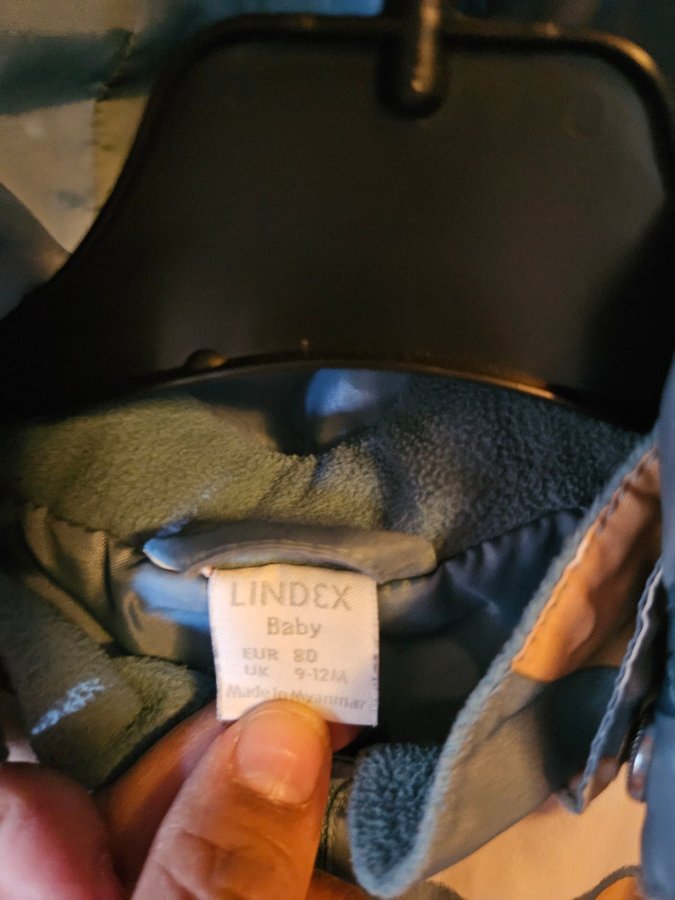 LINDEX
Baby
EUR 80
UK 9-12M
Made in Myanmar